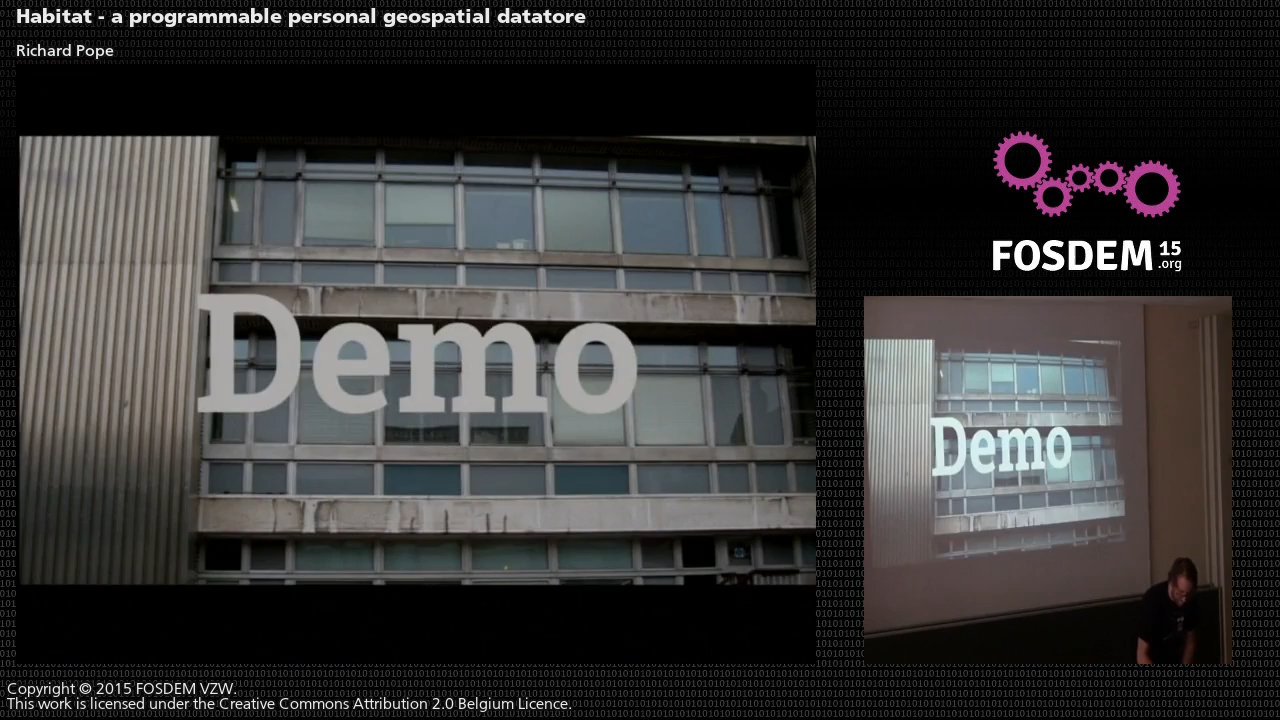 Habitat - a programmable personal geospatial datatore
Richard Pope
Demo
FOSDEM 15
.org
Demo
Copyright © 2015 FOSDEM VZW.
This work is licensed under the Creative Commons Attribution 2.0 Belgium Licence.